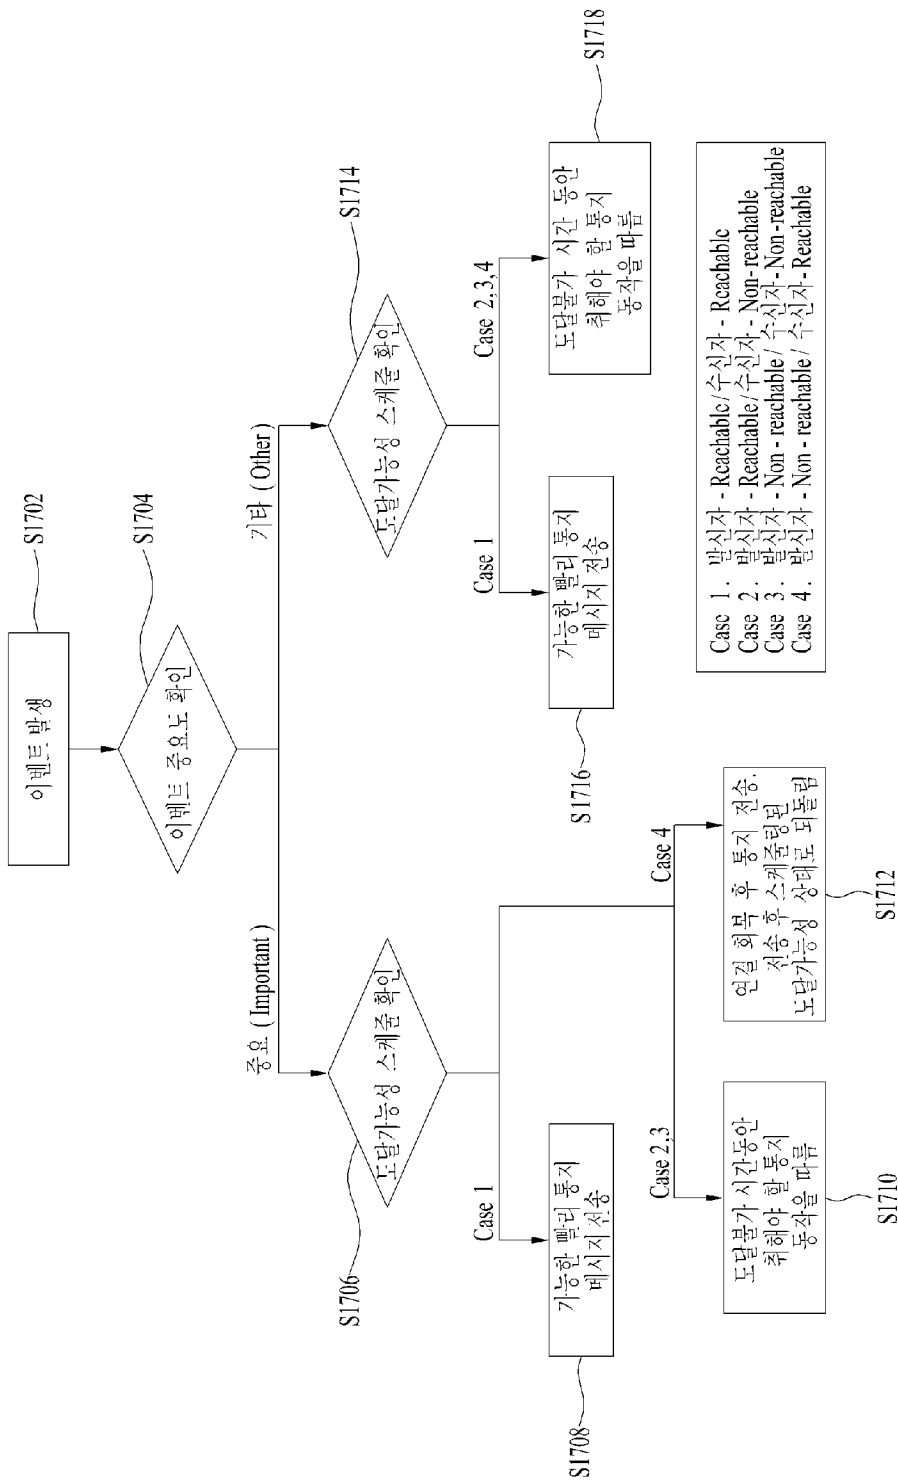 S1702
이벤트 발생
S1704
이벤트 중요도 확인
중요 ( Important )
기타 ( Other )
S1706
도달가능성 스케줄 확인
S1714
도달가능성 스케줄 확인
Case 1
Case 1
Case 2,3,4
S1708
가능한 빨리 통지
메시지 전송
S1716
가능한 빨리 통지
메시지 전송
S1718
도달불가 시간 동안
취해야 할 통지
동작을 따름
Case 2,3
Case 4
S1710
도달불가 시간동안
취해야 할 통지
동작을 따름
S1712
연결 회복 후 통지 전송.
전송 후 스케줄링된
도달가능성 상태로 되돌림
Case 1. 발신자 - Reachable/수신자 - Reachable
Case 2. 발신자 - Reachable/수신자 - Non-reachable
Case 3. 발신자 - Non-reachable/ 수신자- Non-reachable
Case 4. 발신자 - Non-reachable/ 수신자- Reachable